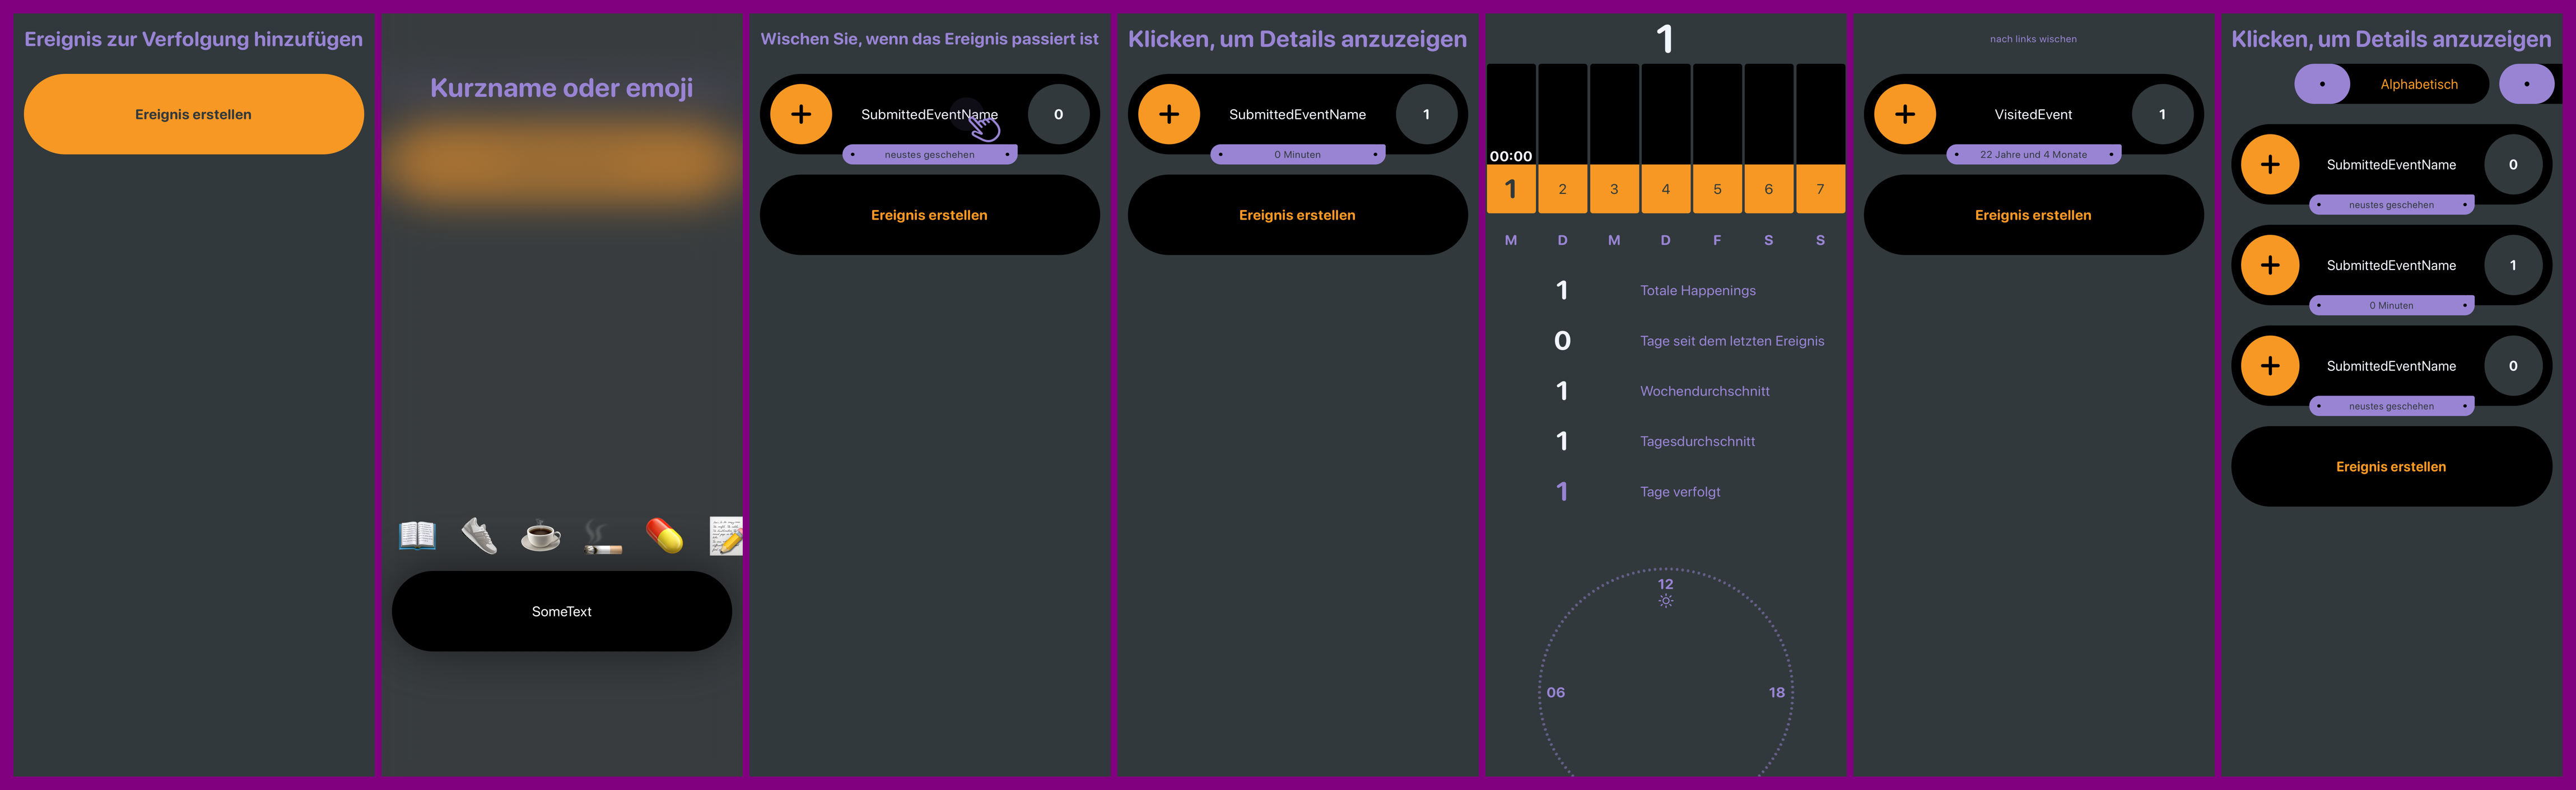 Ereignis zur Verfolgung hinzufügen
Ereignis erstellen
Kurzname oder emoji
SomeText
Wischen Sie, wenn das Ereignis passiert ist
SubmittedEventName
0
neustes geschehen
Ereignis erstellen
Klicken, um Details anzuzeigen
SubmittedEventName
1
0 Minuten
Ereignis erstellen
1
00:00
1 2 3 4 5 6 7
M D M D F S S
1 Totale Happenings
0 Tage seit dem letzten Ereignis
1 Wochendurchschnitt
1 Tagesdurchschnitt
1 Tage verfolgt
12
06 18
nach links wischen
VisitedEvent
1
22 Jahre und 4 Monate
Ereignis erstellen
Klicken, um Details anzuzeigen
Alphabetisch
SubmittedEventName
0
neustes geschehen
SubmittedEventName
1
0 Minuten
SubmittedEventName
0
neustes geschehen
Ereignis erstellen